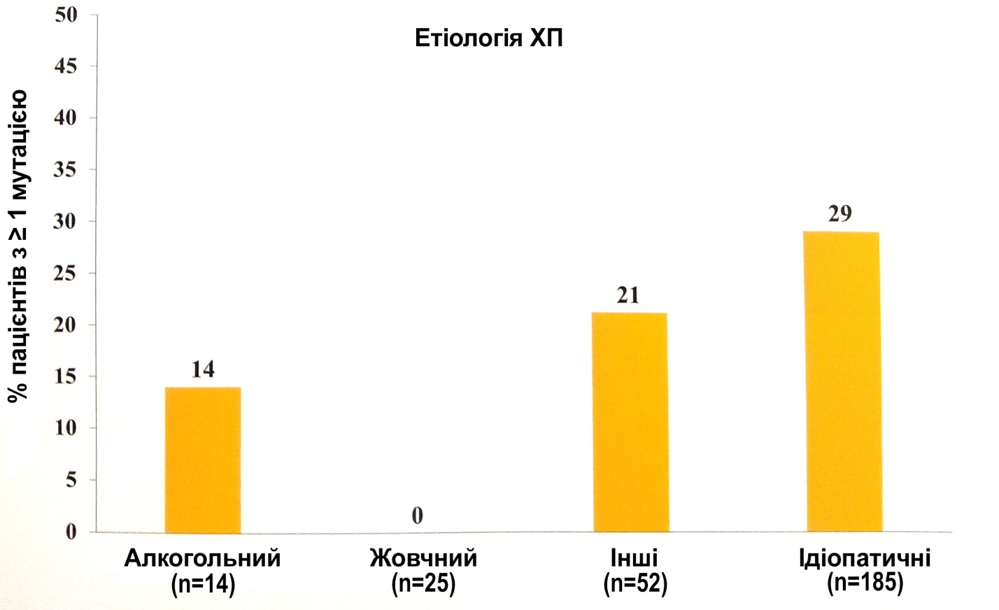 Етіологія ХП
% пацієнтів з ≥ 1 мутацією
50
45
40
35
30
25
20
15
10
5
0
14
0
21
29
Алкогольний
(n=14)
Жовчний
(n=25)
Інші
(n=52)
Ідіопатичні
(n=185)